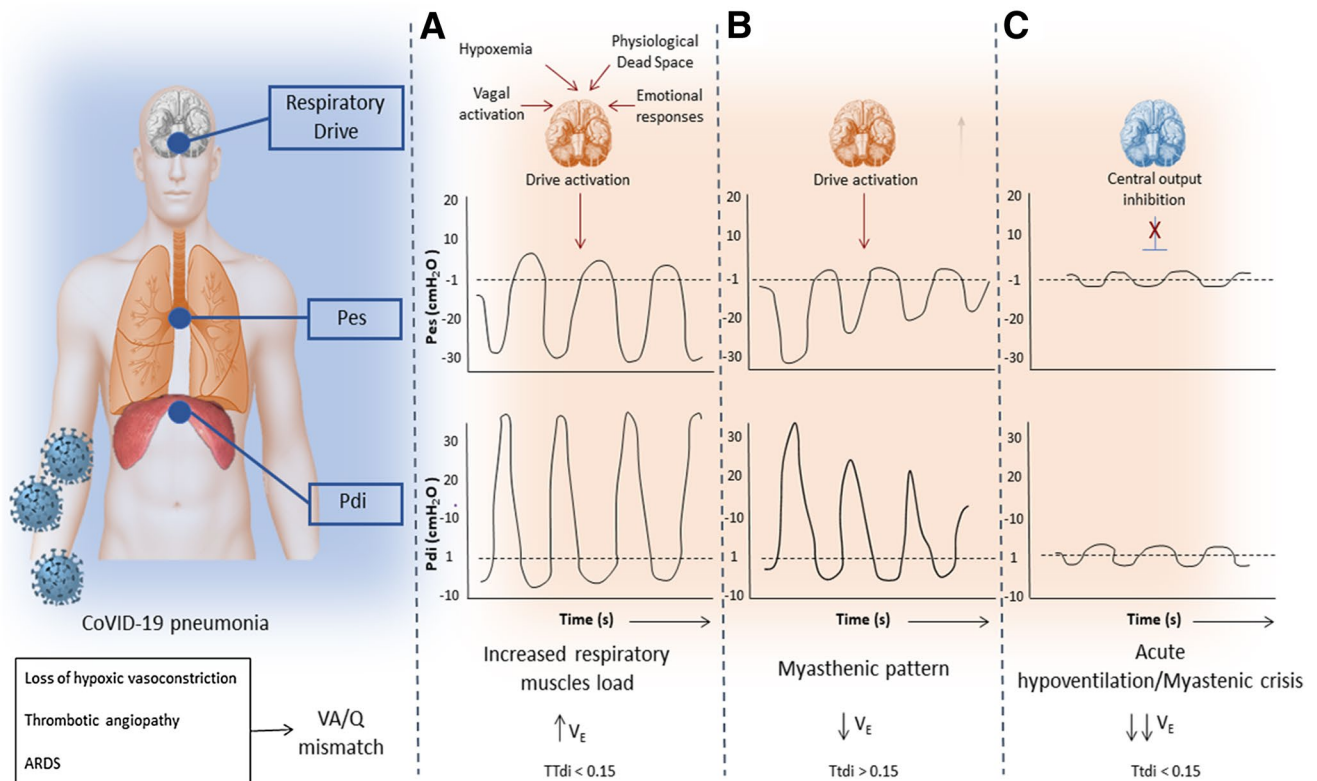 Respiratory
Drive
Pes
Pdi
CoVID-19 pneumonia
Loss of hypoxic vasoconstriction
Thrombotic angiopathy
ARDS
VA/Q
mismatch
A
Hypoxemia
Physiological
Dead Space
Vagal
activation
Emotional
responses
Drive activation
Pes (cmH2O )
20
10
-1
-20
-30
Pdi (cmH2O)
30
20
-10
1
-10
Time (s)
Increased respiratory
muscles load
↑VE
TTdi < 0.15
B
Drive activation
20
10
-1
-20
-30
30
20
-10
1
-10
Time (s)
Myasthenic pattern
↓VE
Ttdi > 0.15
C
Central output
inhibition
X
20
10
-1
-20
-30
30
20
-10
1
-10
Time (s)
Acute
hypoventilation/Myastenic crisis
↓↓VE
Ttdi < 0.15